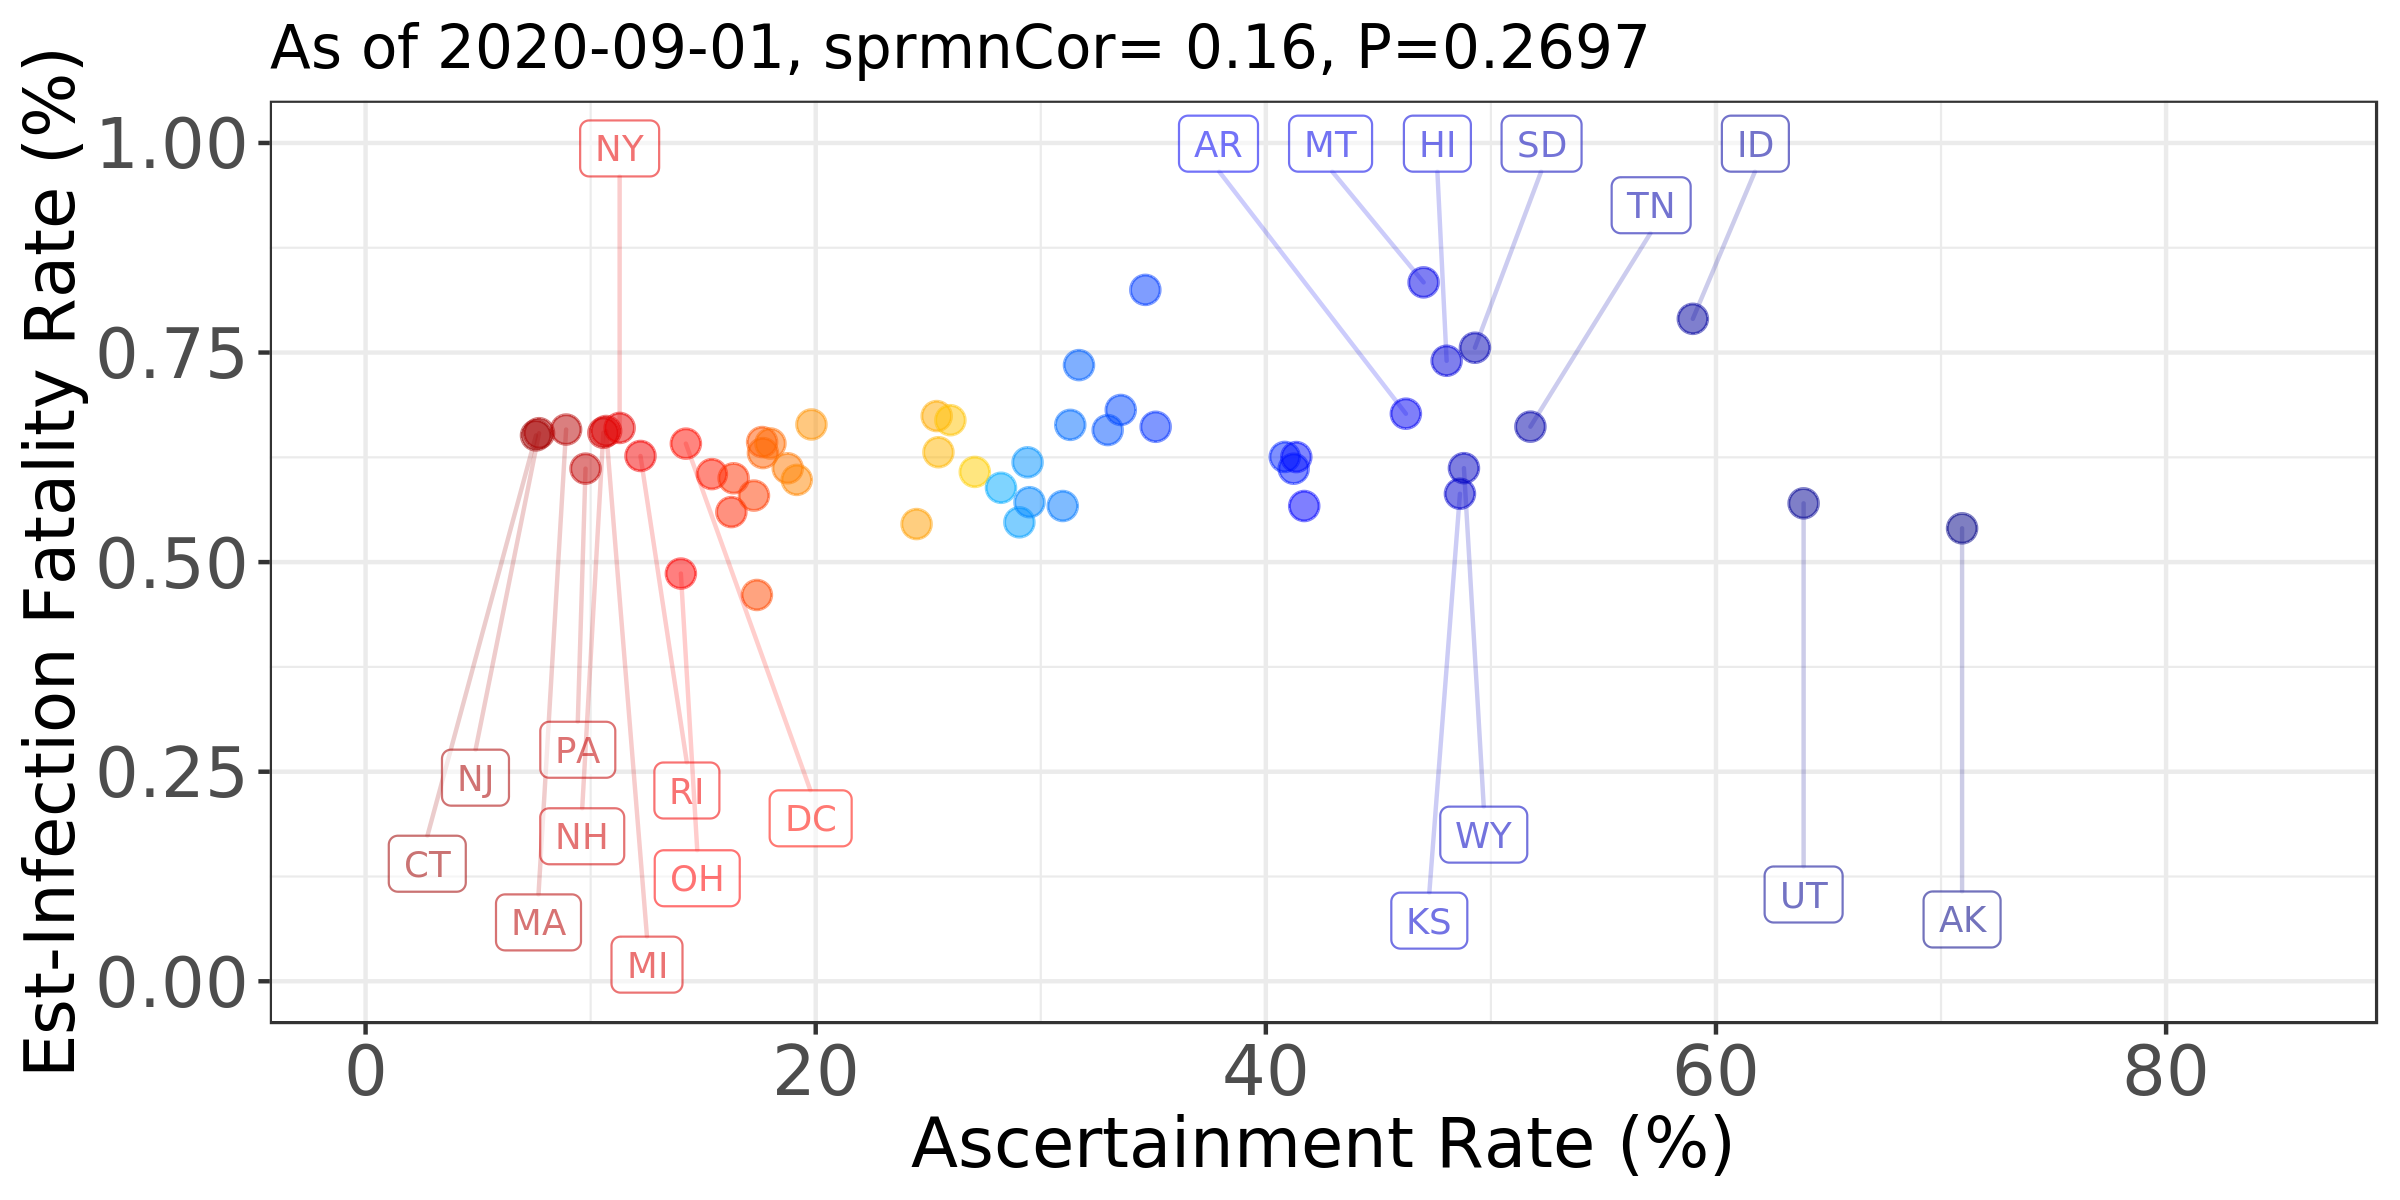 As of 2020-09-01, sprmnCor= 0.16, P=0.2697
Est-Infection Fatality Rate (%)
1.00
0.75
0.50
0.25
0.00
NY
AR
MT
HI
SD
ID
TN
NJ
PA
RI
DC
CT
NH
OH
MA
MI
WY
KS
UT
AK
0
20
40
60
80
Ascertainment Rate (%)